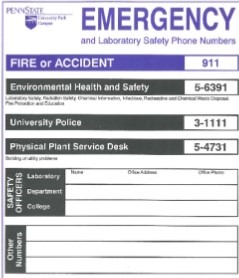 PENNSTATE
University Park
Campus
EMERGENCY
and Laboratory Safety Phone Numbers
FIRE or ACCIDENT 911
Environmental Health and Safety 5-6391
Laboratory Safety, Radiation Safety, Chemical Information, Infectious, Radioactive and Chemical Waste Disposal,
Fire Prevention and Education
University Police 3-1111
Physical Plant Service Desk 5-4731
Building or utility problems
Name Office Address Office Phone
SAFETY OFFICERS
Laboratory
Department
College
Other Numbers